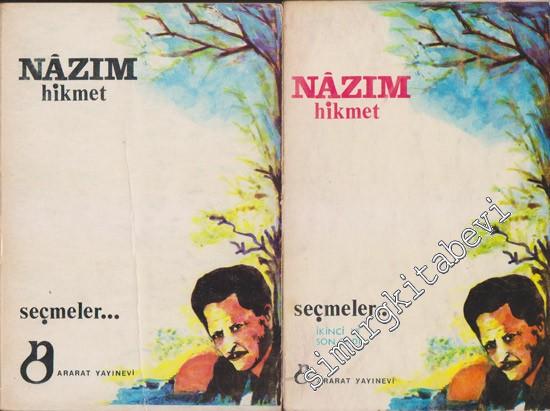 NÂZIM
hikmet
seçmeler...
ARARAT YAYINEVİ
NÂZIM
hikmet
seçmeler...
İKİNCİ
SON
ARARAT YAYINEVİ
simurgkitabevi